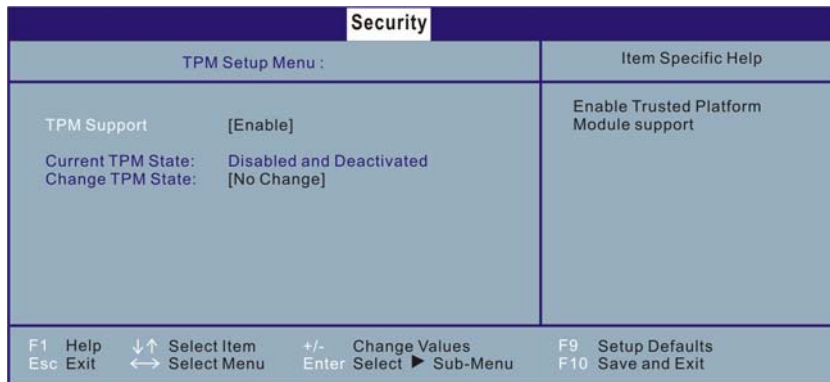 Security
TPM Setup Menu :
Item Specific Help
TPM Support [Enable]
Current TPM State: Disabled and Deactivated
Change TPM State: [No Change]
Enable Trusted Platform
Module support
F1 Help ↓↑ Select Item +/- Change Values F9 Setup Defaults
Esc Exit ↔ Select Menu Enter Select ▶ Sub-Menu F10 Save and Exit